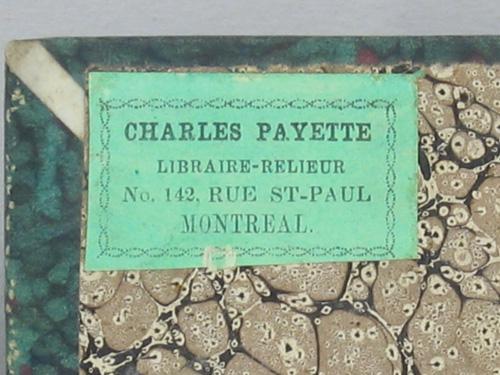 CHARLES PAYETTE
LIBRAIRE-RELIEUR
No. 142, RUE ST-PAUL
MONTREAL.